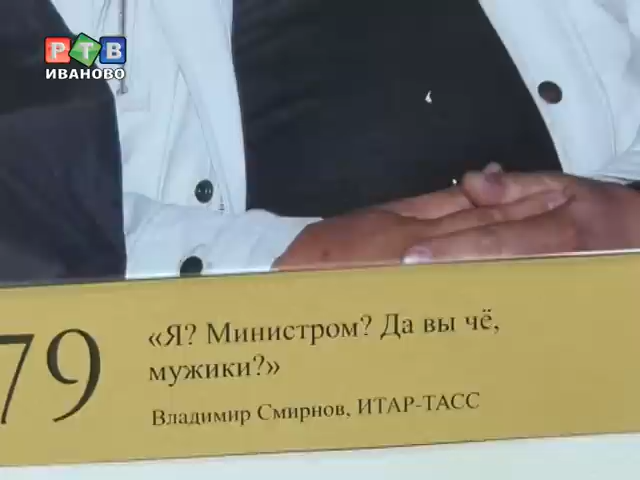 РТВ
ИВАНОВО
79
«Я? Министром? Да вы чё,
мужики?»
Владимир Смирнов, ИТАР-ТАСС